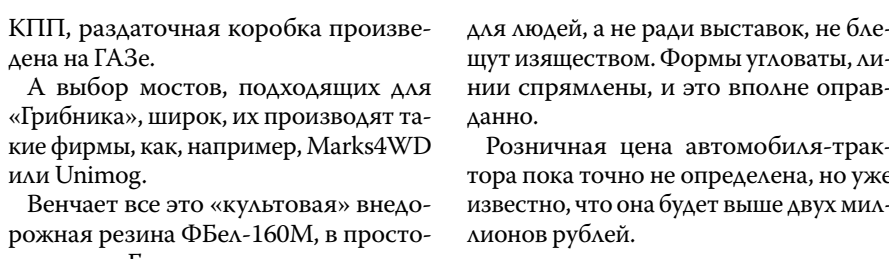 КПП, раздаточная коробка произве-
дена на ГАЗе.
А выбор мостов, подходящих для
«Грибника», широк, их производят та-
кие фирмы, как, например, Marks4WD
или Unimog.
Венчает все это «культовая» внедо-
рожная резина ФБел-160М, в просто-
для людей, а не ради выставок, не бле-
щут изяществом. Формы угловаты, ли-
нии спрямлены, и это вполне оправ-
данно.
Розничная цена автомобиля-трак-
тора пока точно не определена, но уже
известно, что она будет выше двух мил-
лионов рублей.